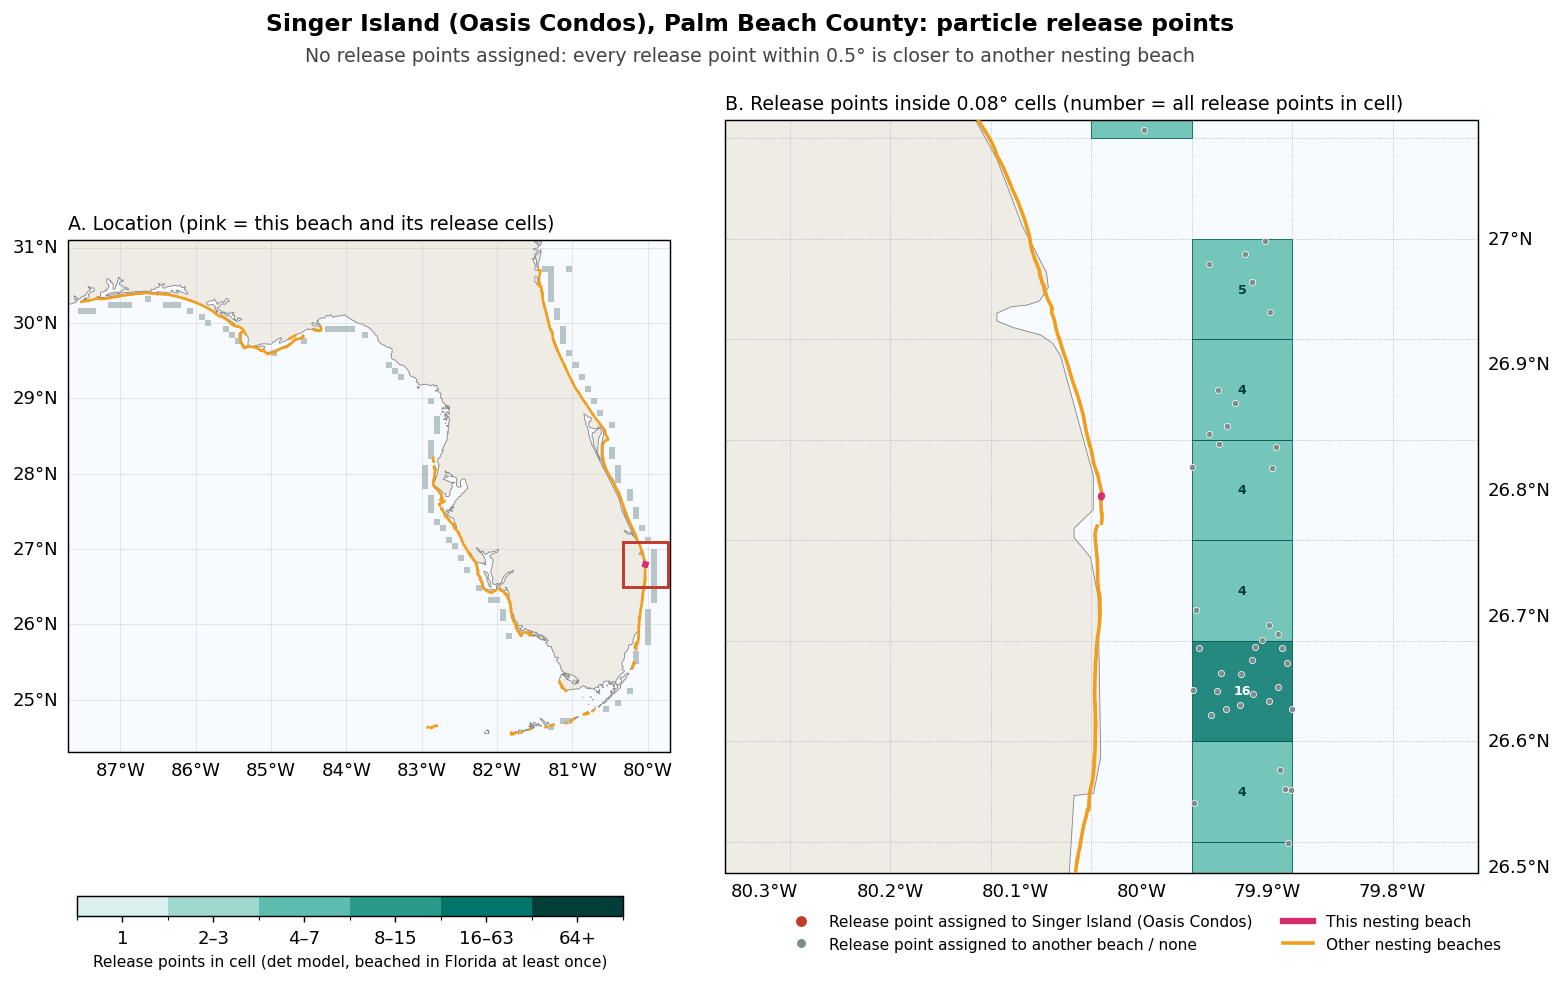 Singer Island (Oasis Condos), Palm Beach County: particle release points
No release points assigned: every release point within 0.5° is closer to another nesting beach
A. Location (pink = this beach and its release cells)
31°N
30°N
29°N
28°N
27°N
26°N
25°N
87°W 86°W 85°W 84°W 83°W 82°W 81°W 80°W
B. Release points inside 0.08° cells (number = all release points in cell)
5
4
4
4
16
4
27°N
26.9°N
26.8°N
26.7°N
26.6°N
26.5°N
80.3°W 80.2°W 80.1°W 80°W 79.9°W 79.8°W
1 2–3 4–7 8–15 16–63 64+
Release points in cell (det model, beached in Florida at least once)
Release point assigned to Singer Island (Oasis Condos)
Release point assigned to another beach / none
This nesting beach
Other nesting beaches